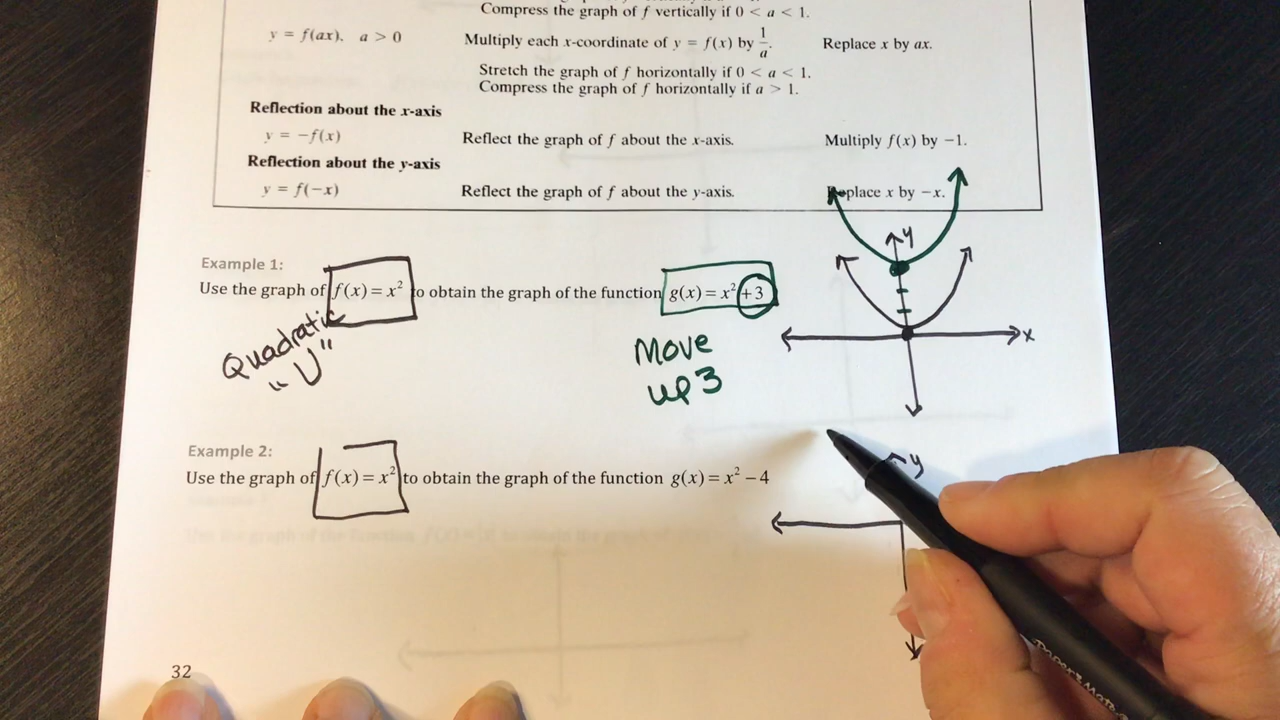 Compress the graph of f vertically if 0 < a < 1.
y = f(ax), a > 0 Multiply each x-coordinate of y = f(x) by 1/a. Replace x by ax.
Stretch the graph of f horizontally if 0 < a < 1.
Compress the graph of f horizontally if a > 1.
Reflection about the x-axis
y = −f(x) Reflect the graph of f about the x-axis. Multiply f(x) by −1.
Reflection about the y-axis
y = f(−x) Reflect the graph of f about the y-axis. Replace x by −x.
y
Example 1:
Use the graph of f(x) = x² to obtain the graph of the function g(x) = x² + 3
x
Quadratic
"U"
Move
up 3
Example 2:
y
Use the graph of f(x) = x² to obtain the graph of the function g(x) = x² − 4
32